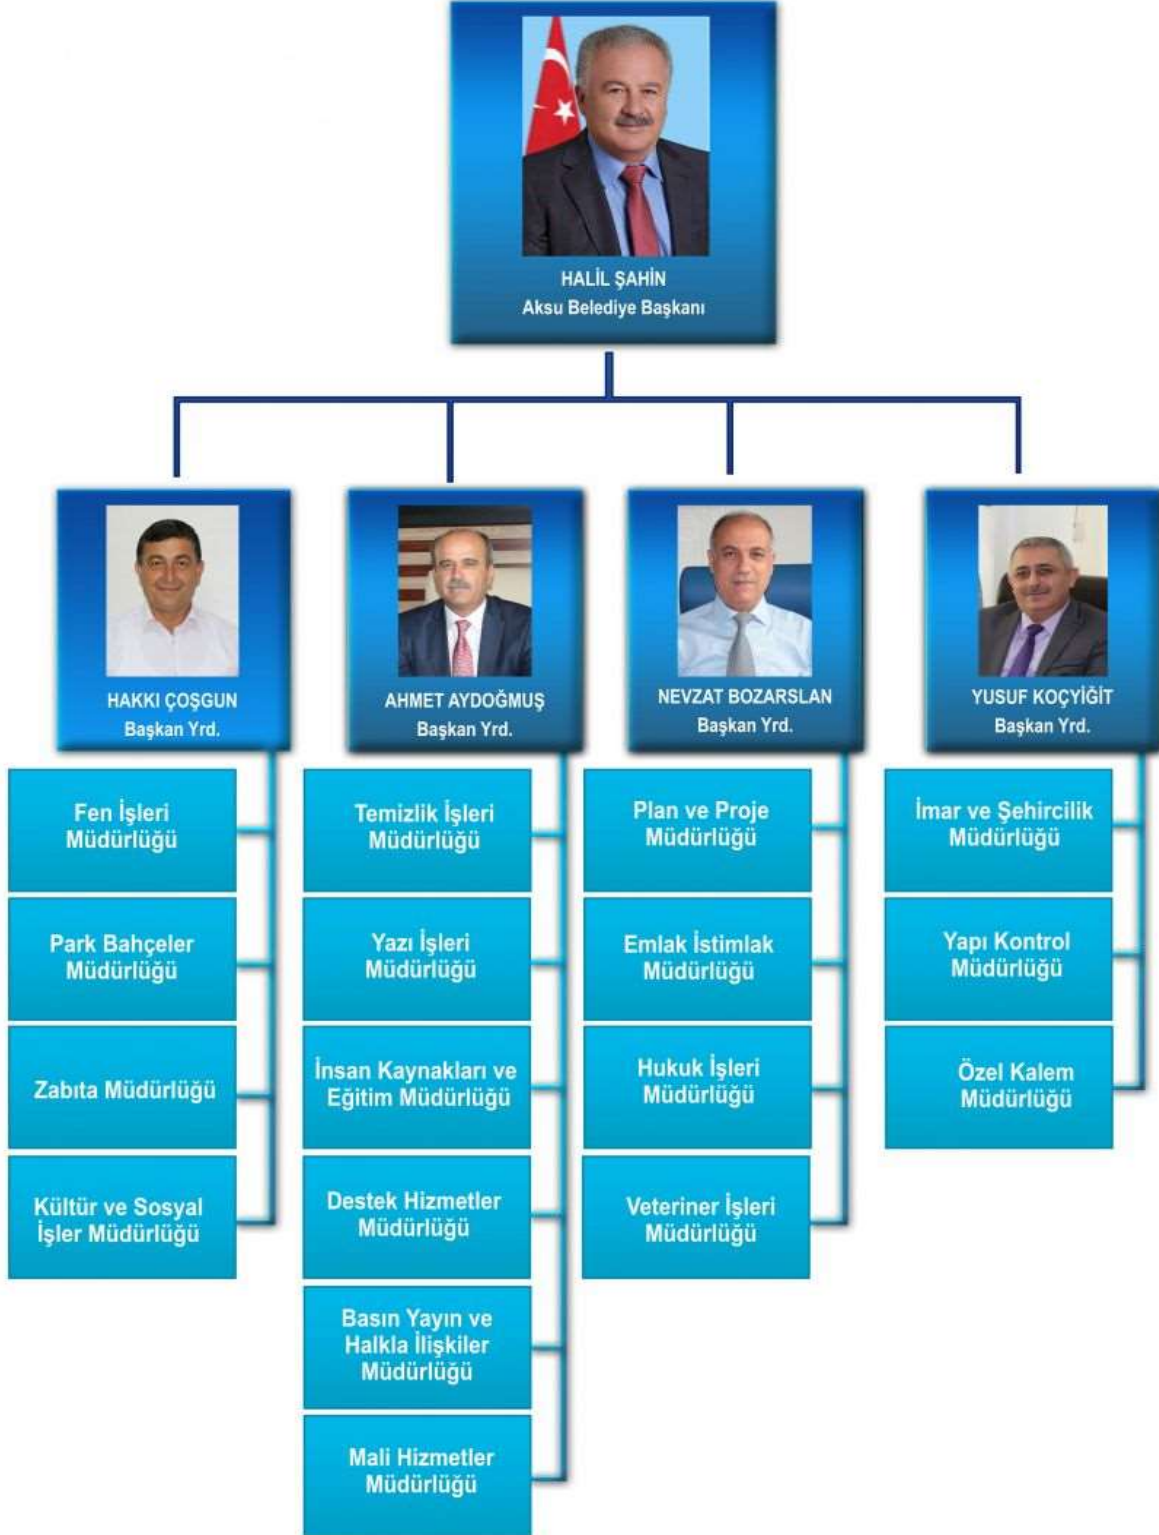 HALİL ŞAHİN
Aksu Belediye Başkanı
HAKKI ÇOŞGUN
Başkan Yrd.
Fen İşleri
Müdürlüğü
Park Bahçeler
Müdürlüğü
Zabıta Müdürlüğü
Kültür ve Sosyal
İşler Müdürlüğü
AHMET AYDOĞMUŞ
Başkan Yrd.
Temizlik İşleri
Müdürlüğü
Yazı İşleri
Müdürlüğü
İnsan Kaynakları ve
Eğitim Müdürlüğü
Destek Hizmetler
Müdürlüğü
Basın Yayın ve
Halkla İlişkiler
Müdürlüğü
Mali Hizmetler
Müdürlüğü
NEVZAT BOZARSLAN
Başkan Yrd.
Plan ve Proje
Müdürlüğü
Emlak İstimlak
Müdürlüğü
Hukuk İşleri
Müdürlüğü
Veteriner İşleri
Müdürlüğü
YUSUF KOÇYİĞİT
Başkan Yrd.
İmar ve Şehircilik
Müdürlüğü
Yapı Kontrol
Müdürlüğü
Özel Kalem
Müdürlüğü